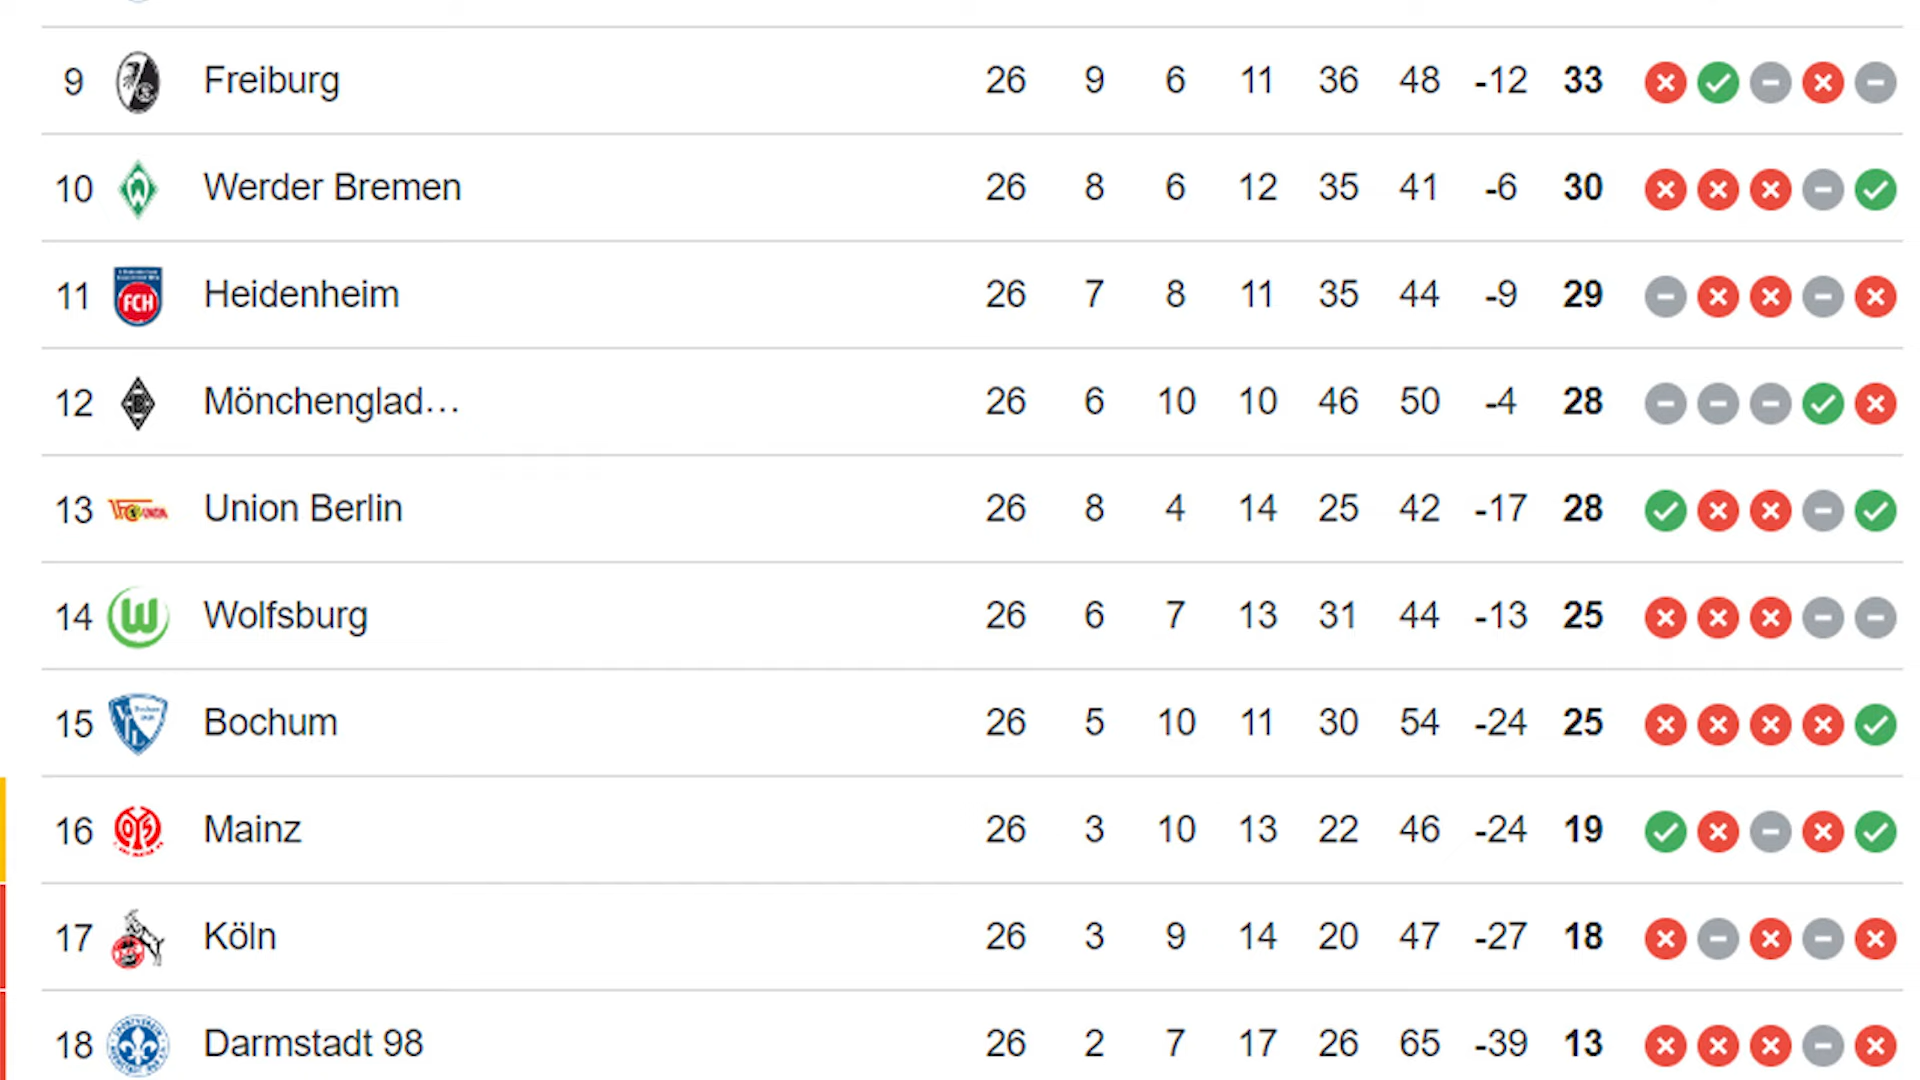 9 Freiburg 26 9 6 11 36 48 -12 33
10 Werder Bremen 26 8 6 12 35 41 -6 30
11 FCH Heidenheim 26 7 8 11 35 44 -9 29
12 Mönchenglad… 26 6 10 10 46 50 -4 28
13 Union Berlin 26 8 4 14 25 42 -17 28
14 Wolfsburg 26 6 7 13 31 44 -13 25
15 Bochum 26 5 10 11 30 54 -24 25
16 Mainz 26 3 10 13 22 46 -24 19
17 Köln 26 3 9 14 20 47 -27 18
18 Darmstadt 98 26 2 7 17 26 65 -39 13